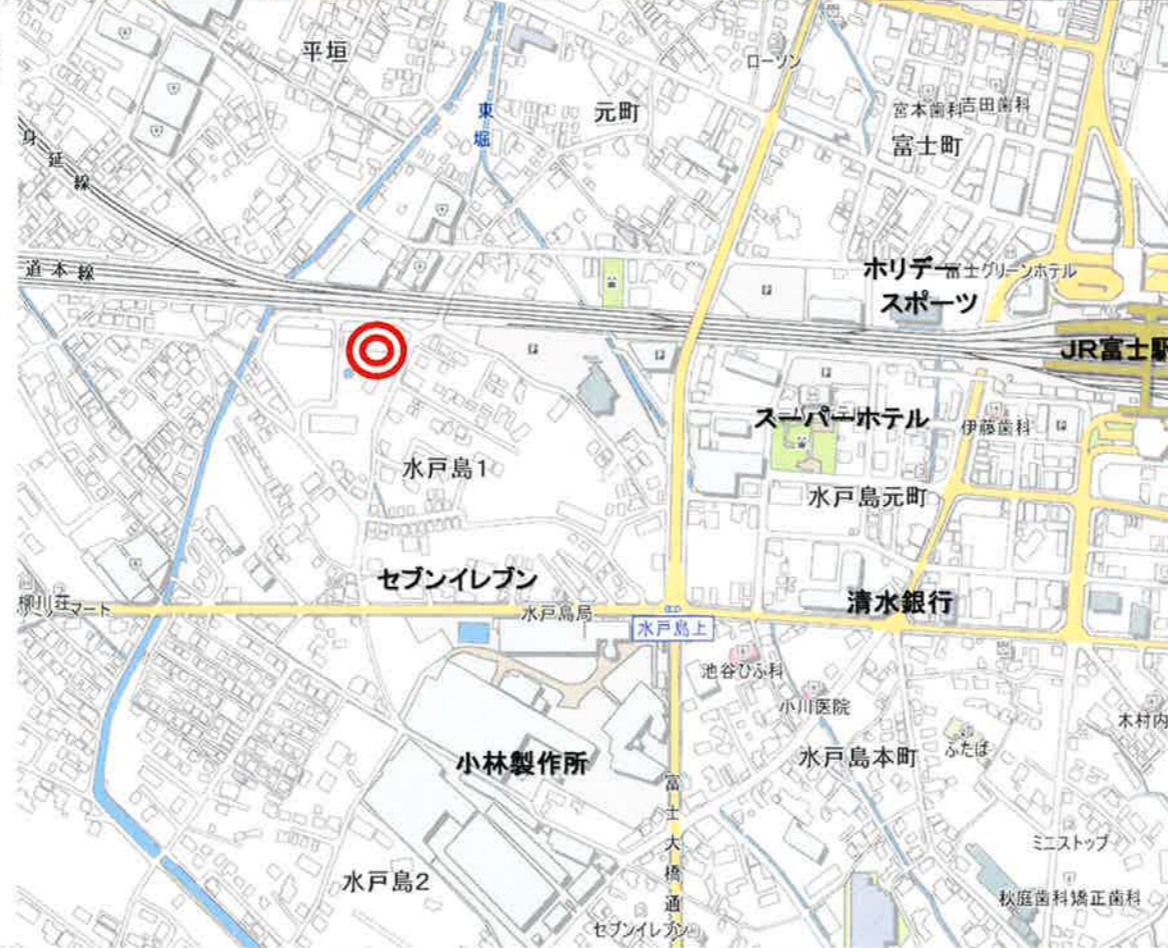 平垣
ローソン
東堀
元町
宮本歯科
吉田歯科
富士町
身延線
道本線
ホリデースポーツ
富士グリーンホテル
JR富士駅
スーパーホテル
伊藤歯科
水戸島1
水戸島元町
セブンイレブン
柳川荘
マート
水戸島局
水戸島上
清水銀行
池谷ひふ科
小川医院
木村内
小林製作所
水戸島本町
ふたば
富士大橋通
ミニストップ
水戸島2
秋庭歯科矯正歯科
セブンイレブン